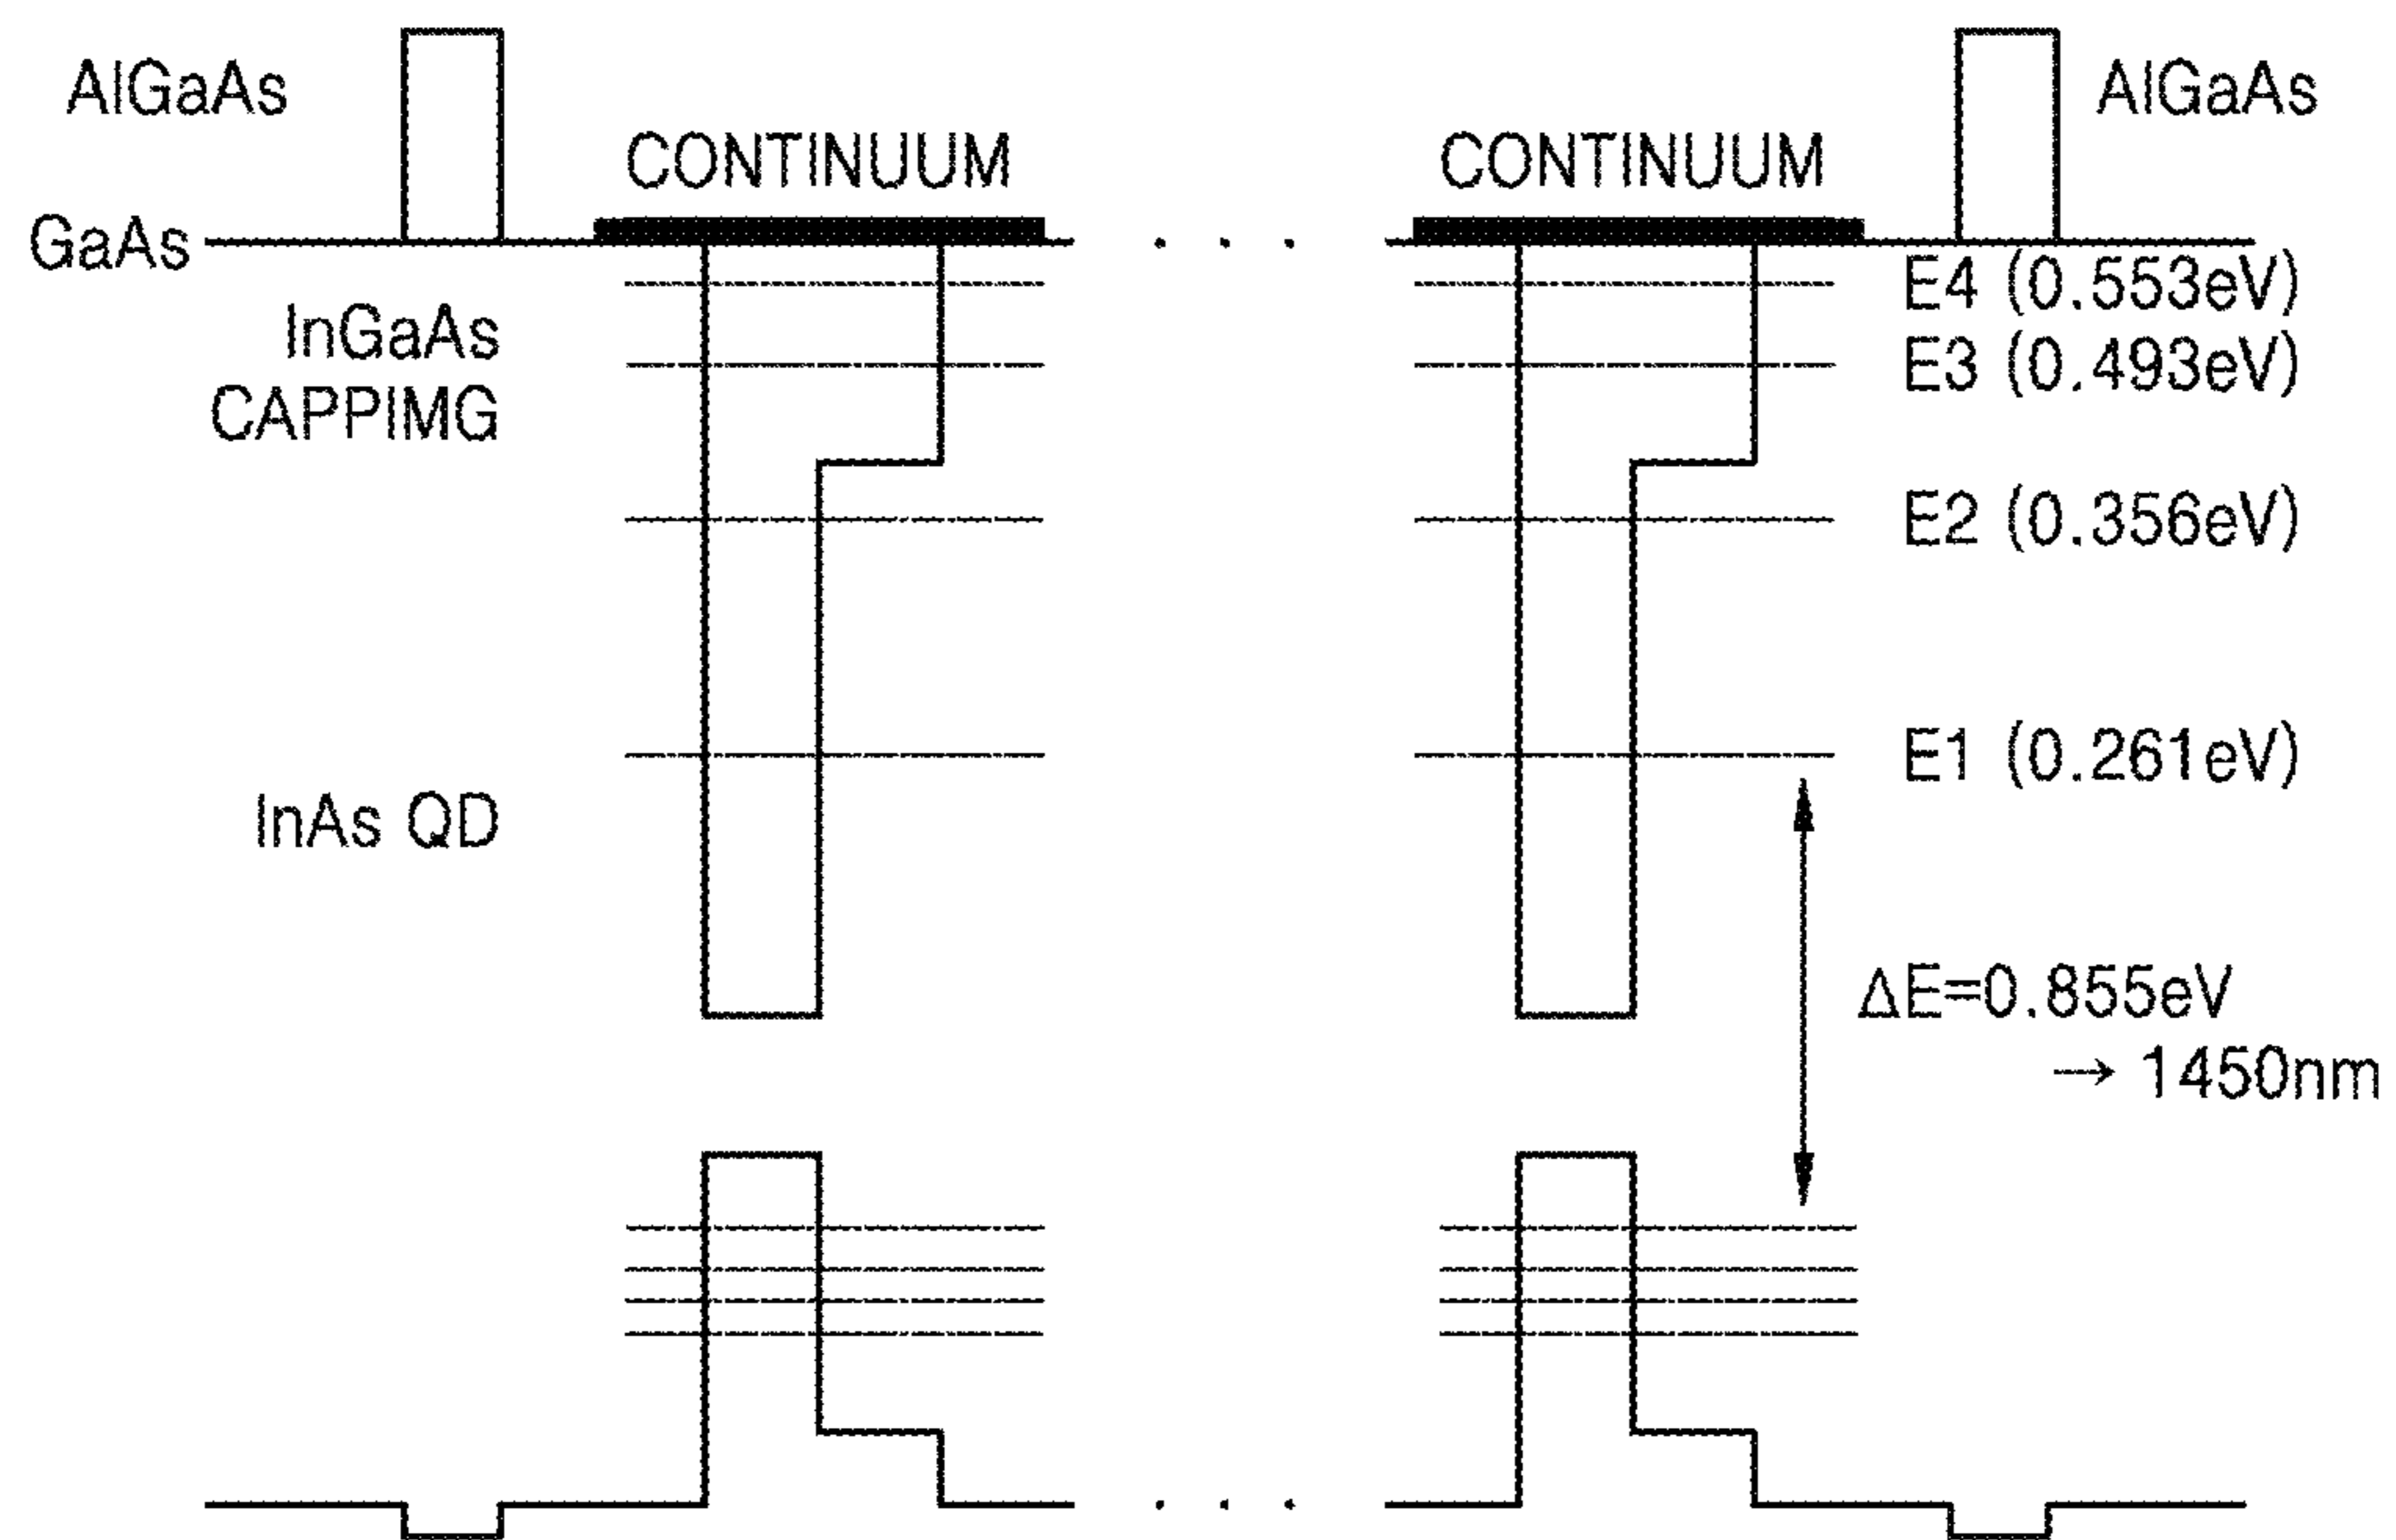 AlGaAs
AlGaAs
CONTINUUM
CONTINUUM
GaAs
E4 (0.553eV)
InGaAs
CAPPIMG
E3 (0.493eV)
E2 (0.356eV)
E1 (0.261eV)
InAs QD
ΔE=0.855eV
→ 1450nm